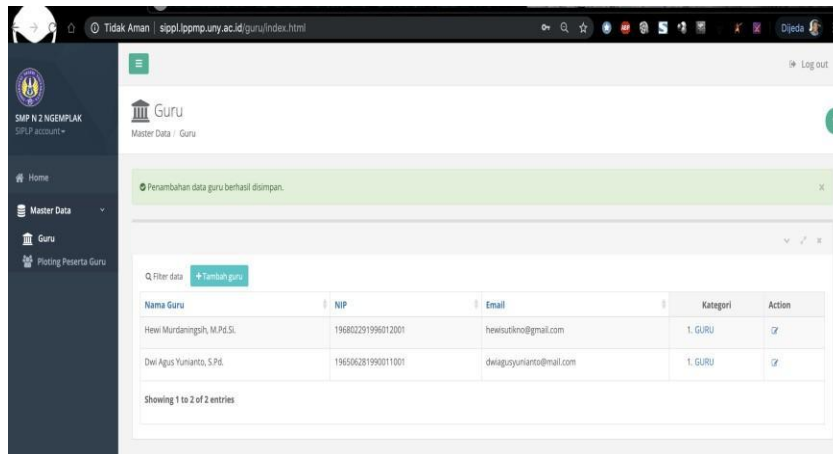 Tidak Aman | sippl.lppmp.uny.ac.id/guru/index.html
Dijeda
Log out
SMP N 2 NGEMPLAK
SIPLP account
Guru
Master Data / Guru
Home
Penambahan data guru berhasil disimpan.
Master Data
Guru
Ploting Peserta Guru
Filter data +Tambah guru
Nama Guru NIP Email Kategori Action
Hewi Murdaningsih, M.Pd.Si. 196802291996012001 hewisutikno@gmail.com 1. GURU
Dwi Agus Yunianto, S.Pd. 196506281990011001 dwiagusyunianto@mail.com 1. GURU
Showing 1 to 2 of 2 entries